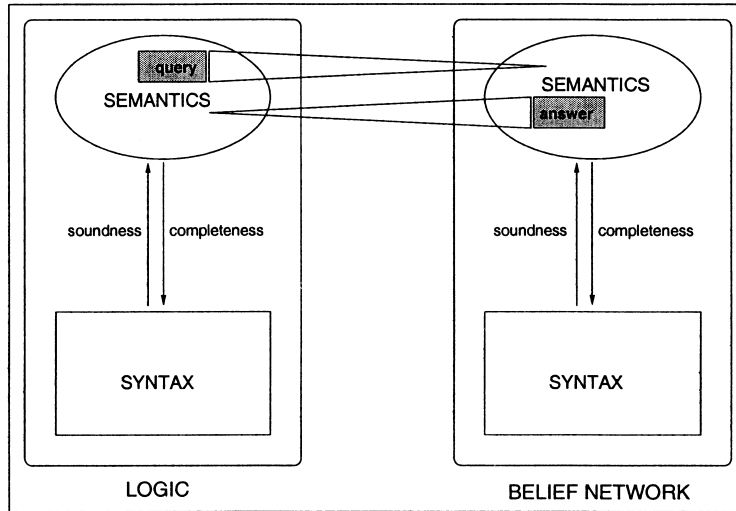 query
SEMANTICS
SEMANTICS
answer
soundness
completeness
soundness
completeness
SYNTAX
SYNTAX
LOGIC
BELIEF NETWORK